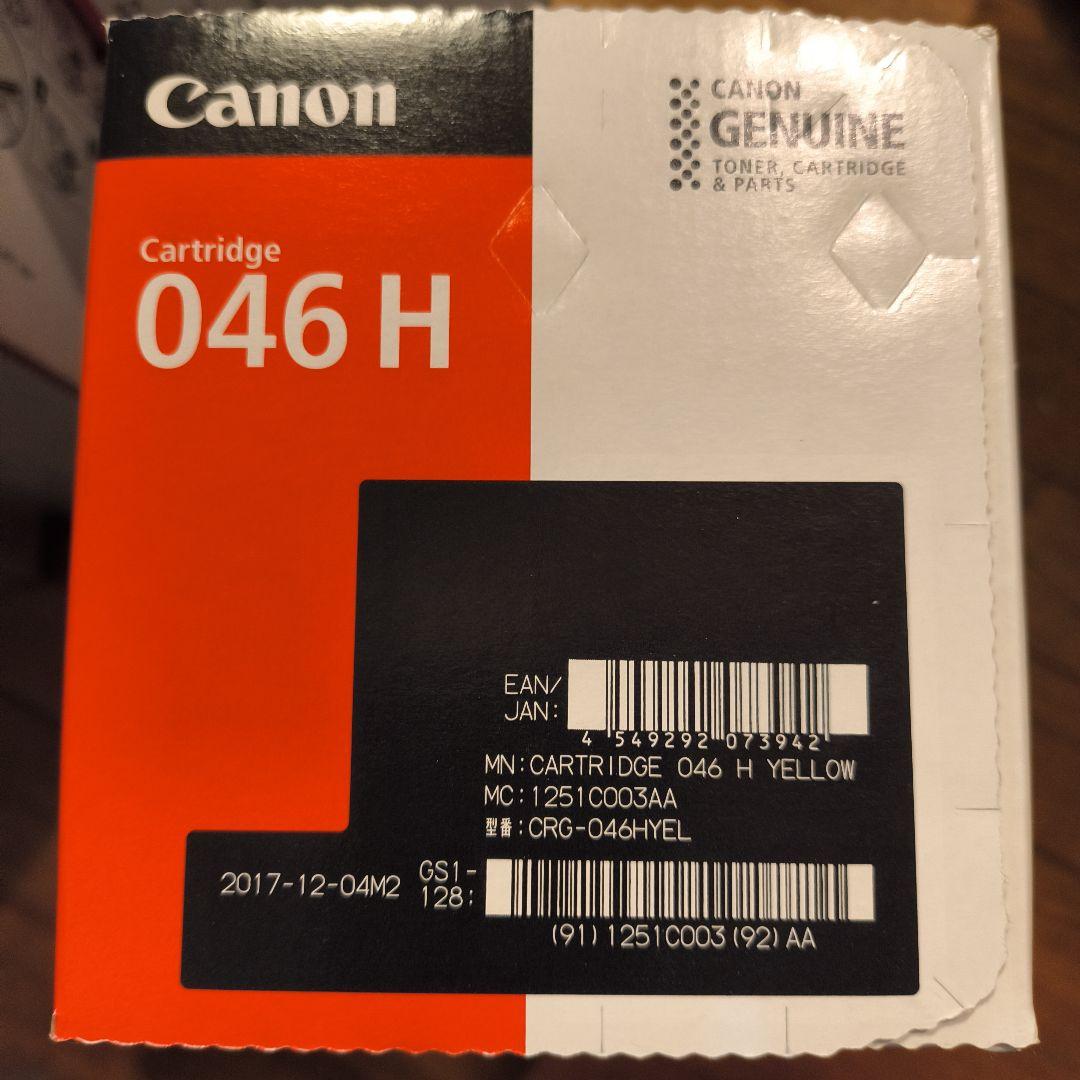 Canon
CANON
GENUINE
TONER, CARTRIDGE
& PARTS
Cartridge
046 H
EAN/
JAN:
4 549292 073942
MN:CARTRIDGE 046 H YELLOW
MC:1251C003AA
型番:CRG-046HYEL
2017-12-04M2
GS1-
128:
(91)1251C003(92)AA